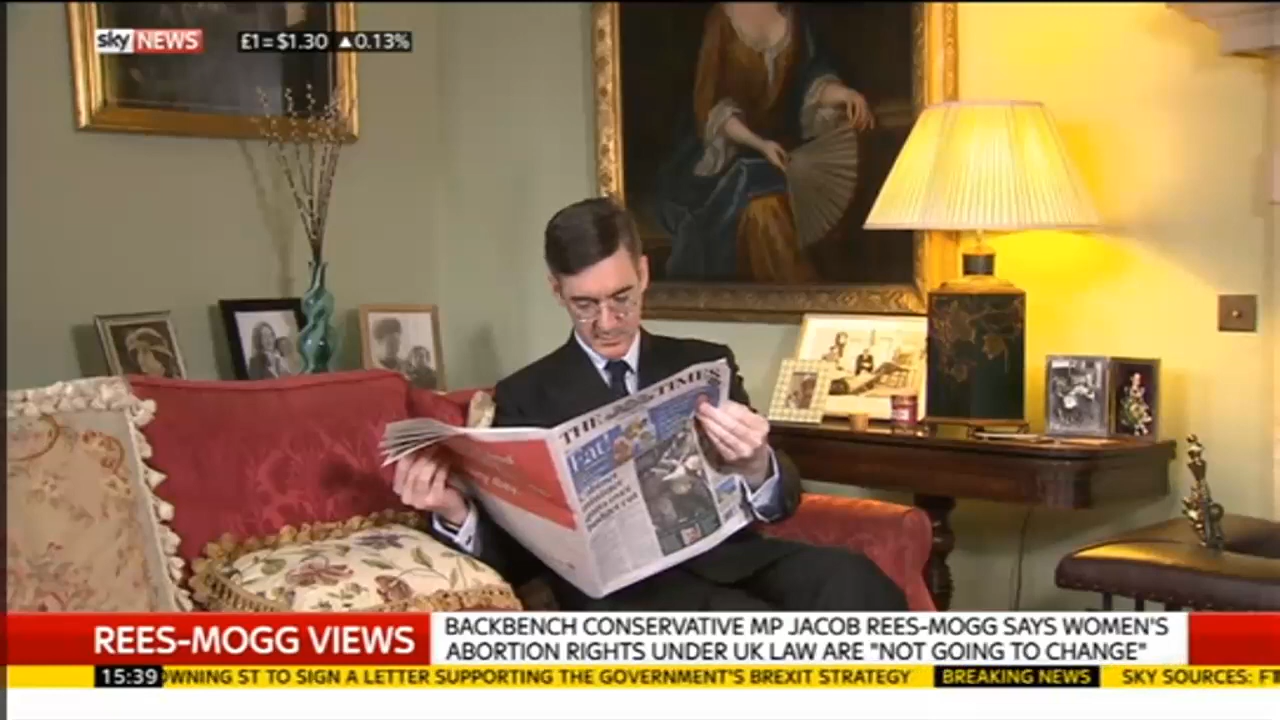 sky NEWS
£1=$1.30 ▲0.13%
THE TIMES
REES-MOGG VIEWS
BACKBENCH CONSERVATIVE MP JACOB REES-MOGG SAYS WOMEN'S
ABORTION RIGHTS UNDER UK LAW ARE "NOT GOING TO CHANGE"
15:39 OWNING ST TO SIGN A LETTER SUPPORTING THE GOVERNMENT'S BREXIT STRATEGY BREAKING NEWS SKY SOURCES: